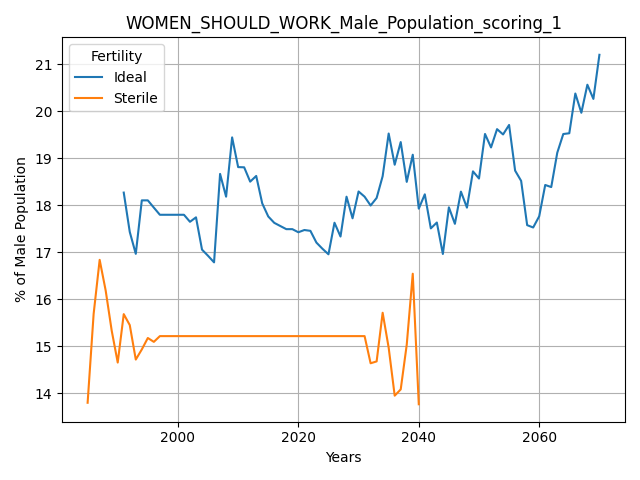 WOMEN_SHOULD_WORK_Male_Population_scoring_1
Fertility
Ideal
Sterile
% of Male Population
21
20
19
18
17
16
15
14
2000
2020
2040
2060
Years